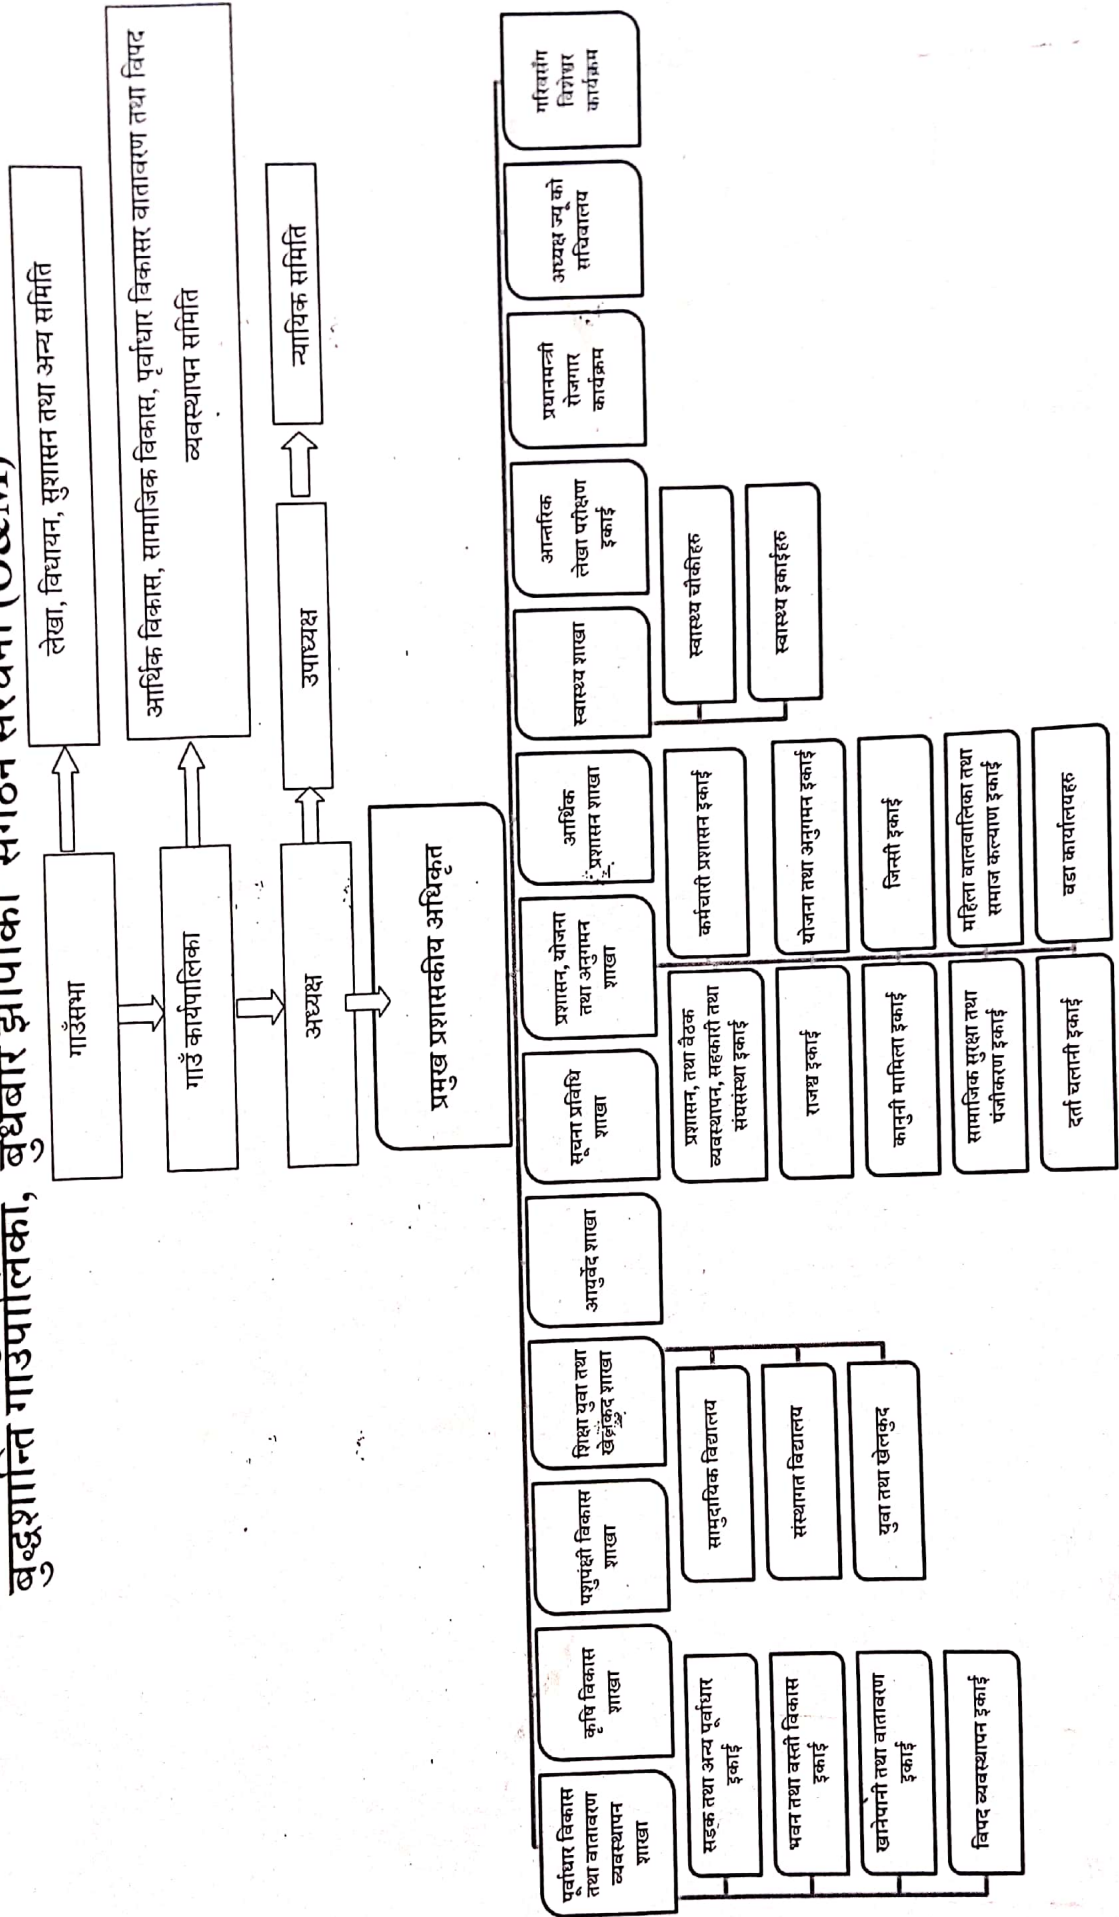 बुद्धशान्ति गाउँपालिका, बुधबार झापाको संगठन संरचना (O&M)
गाउँसभा
लेखा, विधायन, सुशासन तथा अन्य समिति
गाउँ कार्यपालिका
आर्थिक विकास, सामाजिक विकास, पूर्वाधार विकासर वातावरण तथा विपद
व्यवस्थापन समिति
अध्यक्ष
उपाध्यक्ष
न्यायिक समिति
प्रमुख प्रशासकीय अधिकृत
पूर्वाधार विकास
तथा वातावरण
व्यवस्थापन
शाखा
कृषि विकास
शाखा
पशुपंक्षी विकास
शाखा
शिक्षा युवा तथा
खेलकुद शाखा
आयुर्वेद शाखा
सूचना प्रविधि
शाखा
प्रशासन, योजना
तथा अनुगमन
शाखा
आर्थिक
प्रशासन शाखा
स्वास्थ्य शाखा
आन्तरिक
लेखा परीक्षण
इकाई
प्रधानमन्त्री
रोजगार
कार्यक्रम
अध्यक्ष ज्यू को
सचिवालय
गरिवसंग
विशेश्वर
कार्यक्रम
सडक तथा अन्य पूर्वाधार
इकाई
भवन तथा वस्ती विकास
इकाई
खानेपानी तथा वातावरण
इकाई
विपद व्यवस्थापन इकाई
सामुदायिक विद्यालय
संस्थागत विद्यालय
युवा तथा खेलकुद
प्रशासन, तथा वैठक
व्यवस्थापन, सहकारी तथा
संघसंस्था इकाई
कर्मचारी प्रशासन इकाई
राजश्व इकाई
योजना तथा अनुगमन इकाई
कानुनी मामिला इकाई
जिन्सी इकाई
सामाजिक सुरक्षा तथा
पंजीकरण इकाई
महिला वालवालिका तथा
समाज कल्याण इकाई
दर्ता चलानी इकाई
वडा कार्यालयहरु
स्वास्थ्य चौकीहरु
स्वास्थ्य इकाईहरु